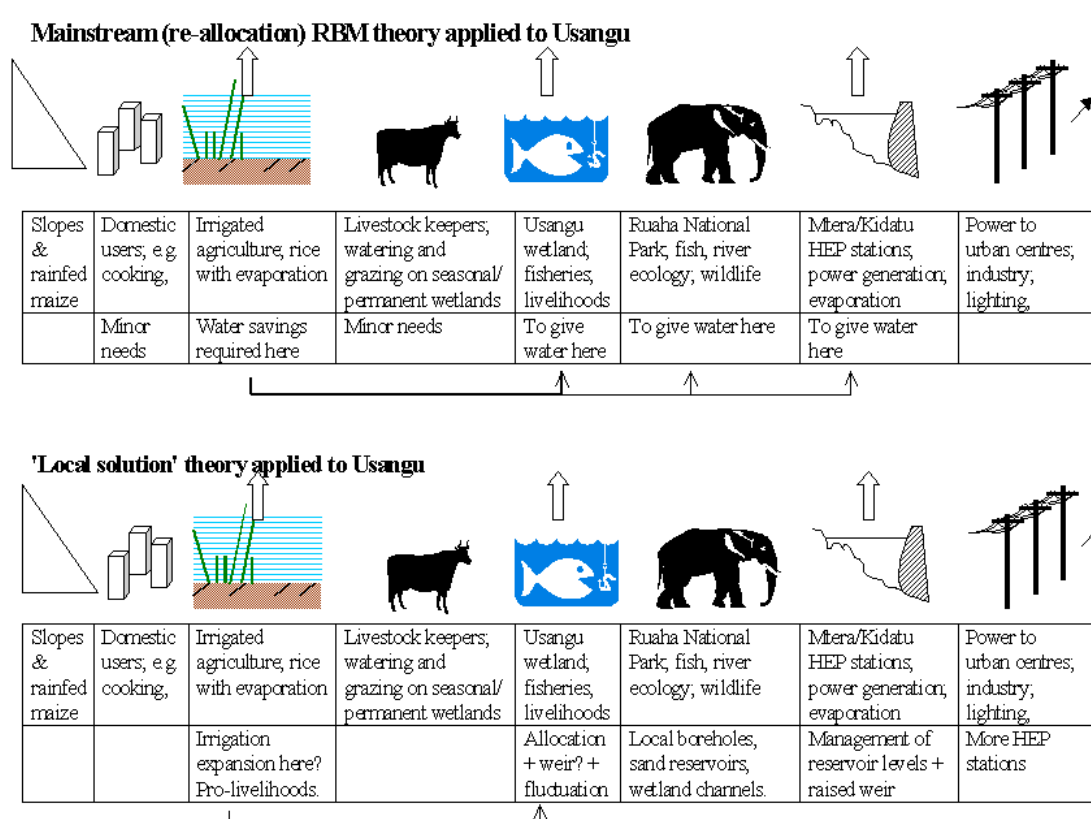 Mainstream (re-allocation) RBM theory applied to Usangu
Slopes
&
rainfed
maize
Domestic
users; e.g.
cooking,
Irrigated
agriculture; rice
with evaporation
Livestock keepers;
watering and
grazing on seasonal/
permanent wetlands
Usangu
wetland;
fisheries,
livelihoods
Ruaha National
Park; fish, river
ecology; wildlife
Mtera/Kidatu
HEP stations,
power generation;
evaporation
Power to
urban centres;
industry;
lighting,
Minor
needs
Water savings
required here
Minor needs
To give
water here
To give water here
To give water
here
'Local solution' theory applied to Usangu
Slopes
&
rainfed
maize
Domestic
users; e.g.
cooking,
Irrigated
agriculture; rice
with evaporation
Livestock keepers;
watering and
grazing on seasonal/
permanent wetlands
Usangu
wetland;
fisheries,
livelihoods
Ruaha National
Park; fish, river
ecology; wildlife
Mtera/Kidatu
HEP stations,
power generation;
evaporation
Power to
urban centres;
industry;
lighting,
Irrigation
expansion here?
Pro-livelihoods.
Allocation
+ weir? +
fluctuation
Local boreholes,
sand reservoirs,
wetland channels.
Management of
reservoir levels +
raised weir
More HEP
stations